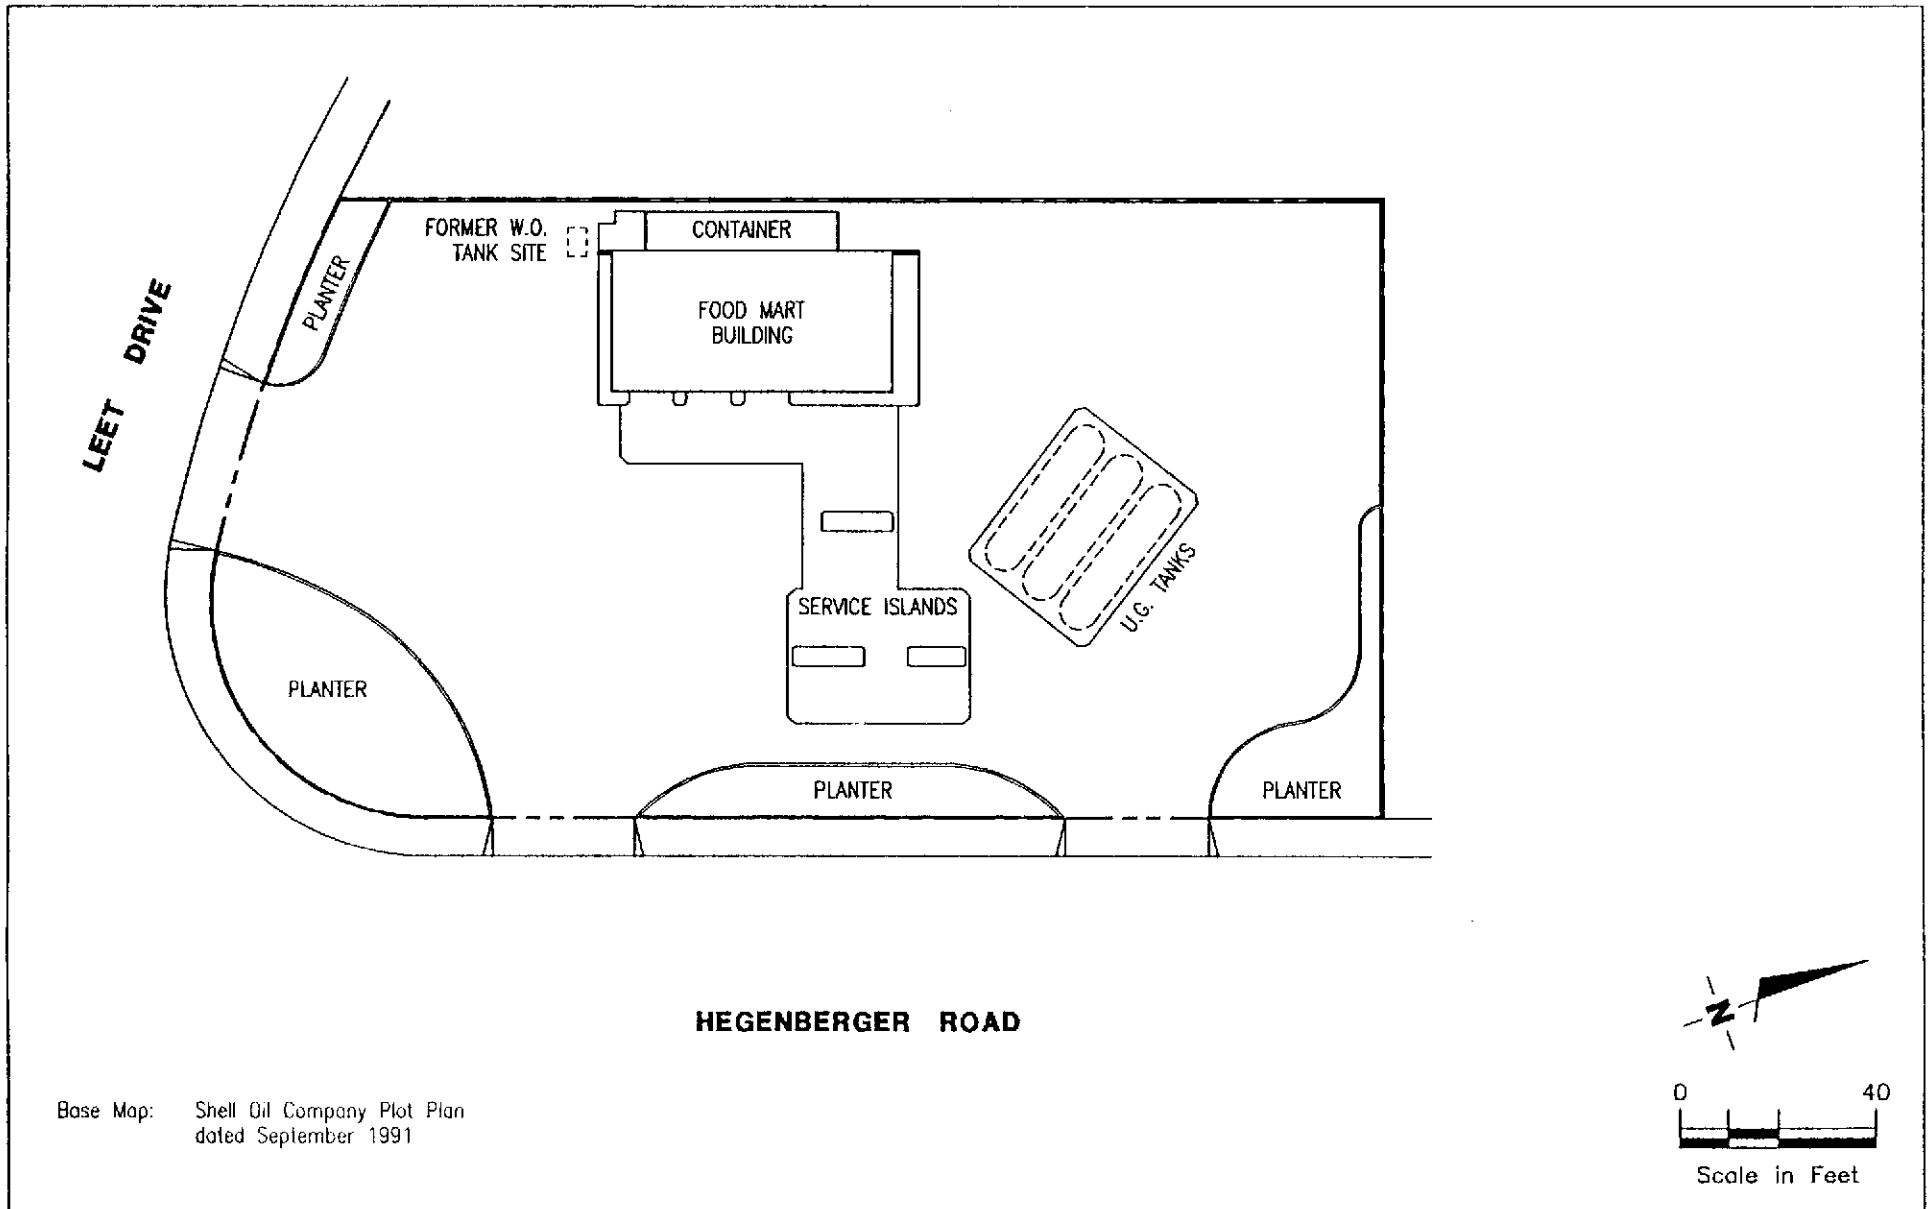 FORMER W.O.
TANK SITE
CONTAINER
PLANTER
FOOD MART
BUILDING
LEET DRIVE
U.G. TANKS
SERVICE ISLANDS
PLANTER
PLANTER
PLANTER
HEGENBERGER ROAD
N
Base Map: Shell Oil Company Plot Plan
dated September 1991
0 40
Scale in Feet